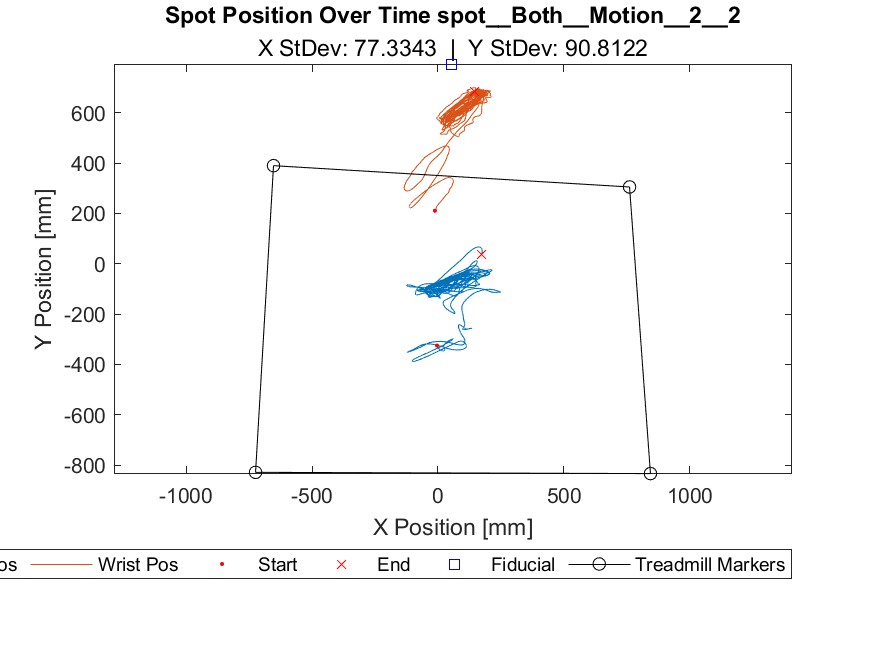 Spot Position Over Time spot__Both__Motion__2__2
X StDev: 77.3343 | Y StDev: 90.8122
600
400
200
0
-200
-400
-600
-800
Y Position [mm]
-1000 -500 0 500 1000
X Position [mm]
os Wrist Pos Start End Fiducial Treadmill Markers